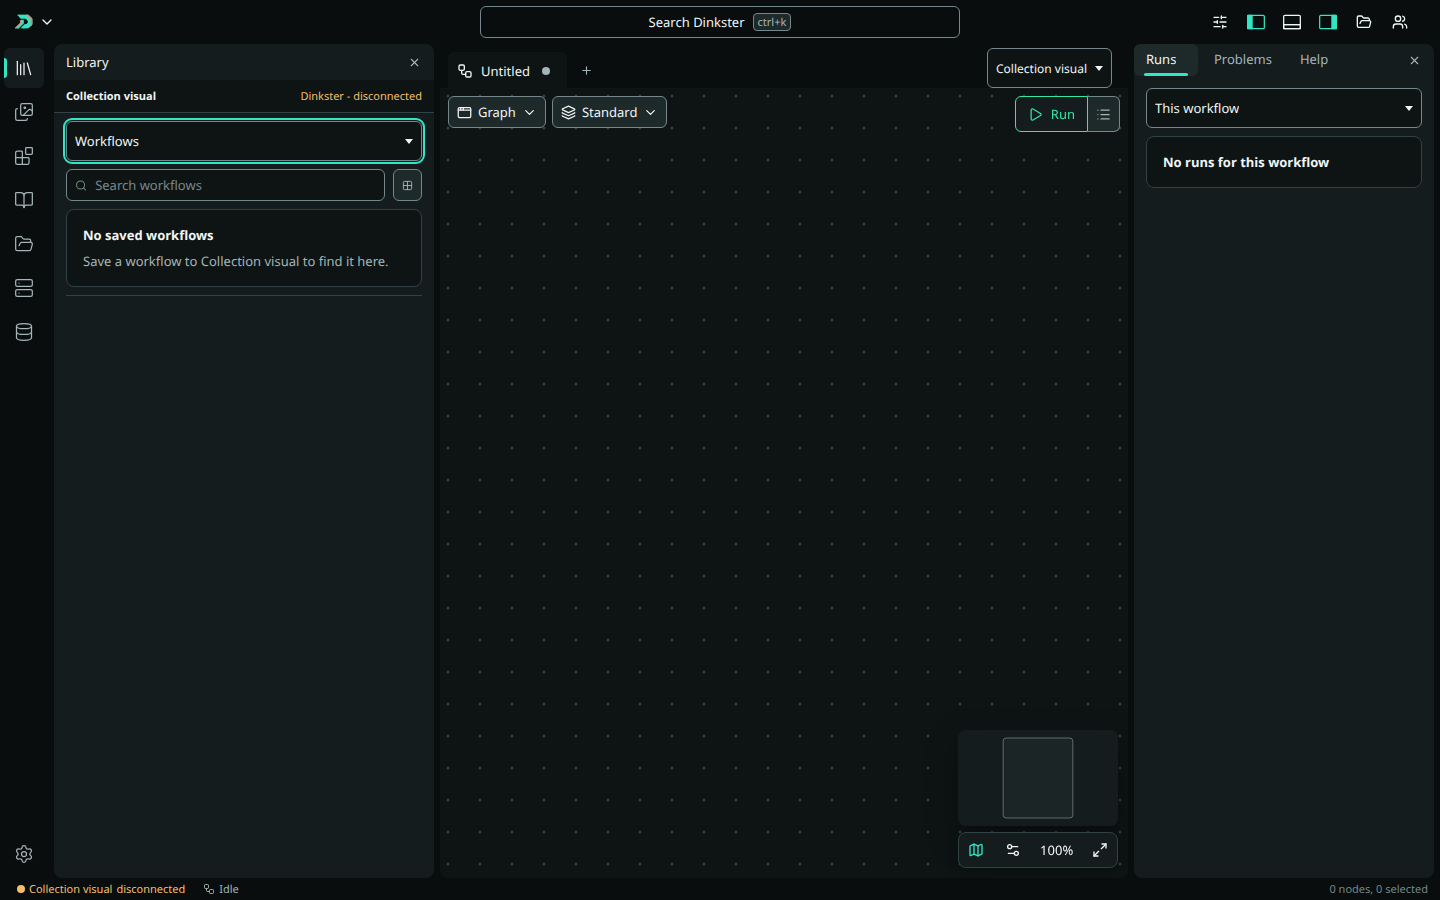 Search Dinkster ctrl+k
Library
Collection visual
Dinkster - disconnected
Workflows
Search workflows
No saved workflows
Save a workflow to Collection visual to find it here.
Untitled
Collection visual
Graph
Standard
Run
100%
Runs
Problems
Help
This workflow
No runs for this workflow
Collection visual disconnected
Idle
0 nodes, 0 selected